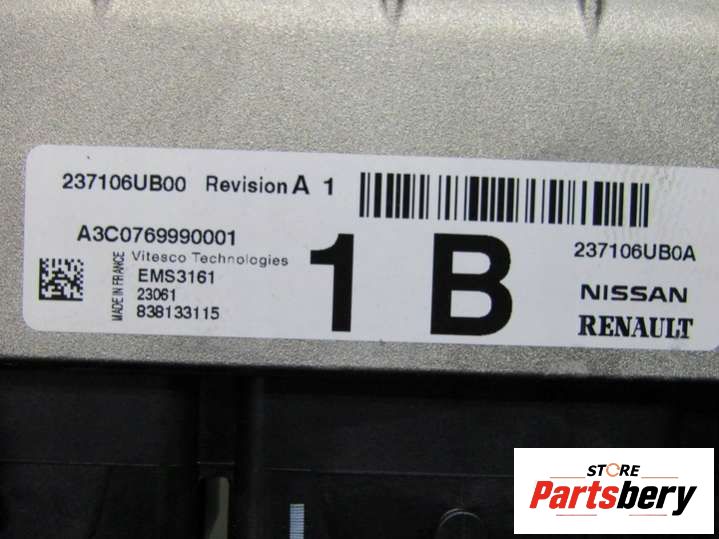 237106UB00 Revision A 1
A3C0769990001
Vitesco Technologies
EMS3161
23061
838133115
MADE IN FRANCE
1 B
237106UB0A
NISSAN
RENAULT
STORE
Partsbery